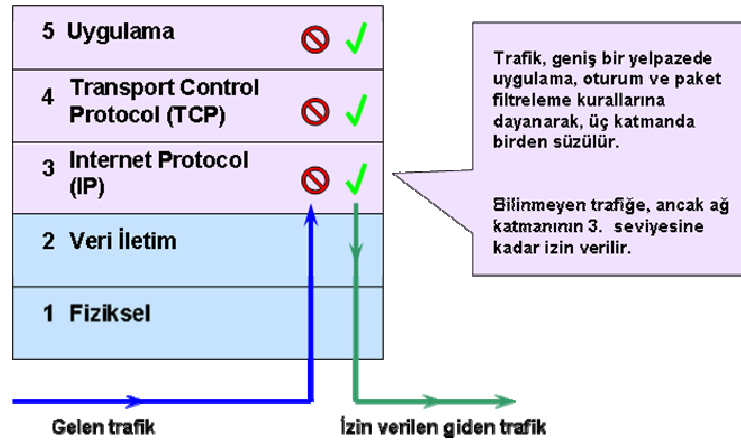 5 Uygulama
4 Transport Control
Protocol (TCP)
3 Internet Protocol
(IP)
2 Veri İletim
1 Fiziksel
Trafik, geniş bir yelpazede
uygulama, oturum ve paket
filtreleme kurallarına
dayanarak, üç katmanda
birden süzülür.
Bilinmeyen trafiğe, ancak ağ
katmanının 3. seviyesine
kadar izin verilir.
Gelen trafik
İzin verilen giden trafik